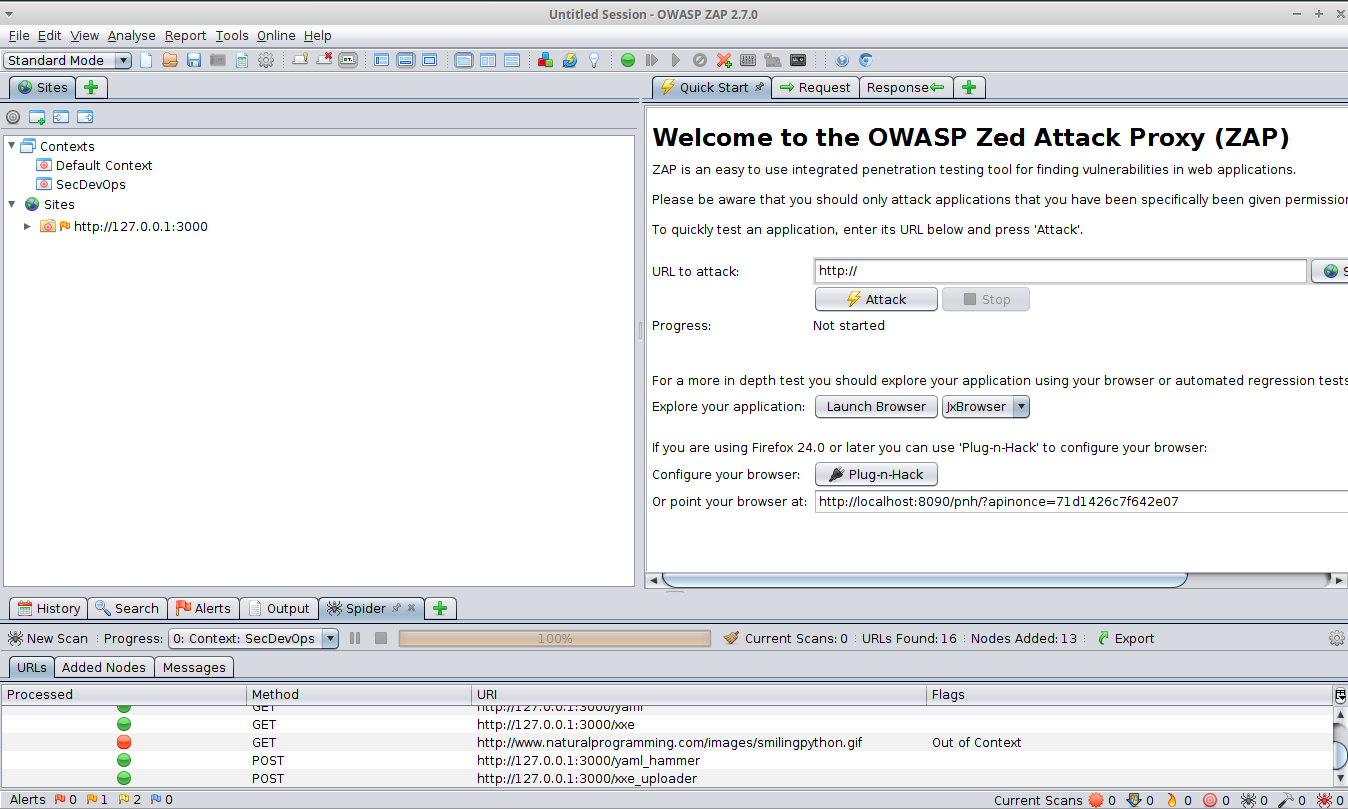 Untitled Session - OWASP ZAP 2.7.0
File Edit View Analyse Report Tools Online Help
Standard Mode
Sites
Quick Start Request Response
Contexts
Default Context
SecDevOps
Sites
http://127.0.0.1:3000
Welcome to the OWASP Zed Attack Proxy (ZAP)
ZAP is an easy to use integrated penetration testing tool for finding vulnerabilities in web applications.
Please be aware that you should only attack applications that you have been specifically been given permission
To quickly test an application, enter its URL below and press 'Attack'.
URL to attack: http:// S
Attack Stop
Progress: Not started
For a more in depth test you should explore your application using your browser or automated regression tests
Explore your application: Launch Browser JxBrowser
If you are using Firefox 24.0 or later you can use 'Plug-n-Hack' to configure your browser:
Configure your browser: Plug-n-Hack
Or point your browser at: http://localhost:8090/pnh/?apinonce=71d1426c7f642e07
History Search Alerts Output Spider
New Scan Progress: 0: Context: SecDevOps 100% Current Scans: 0 URLs Found: 16 Nodes Added: 13 Export
URLs Added Nodes Messages
Processed Method URI Flags
GET http://127.0.0.1:3000/yaml
GET http://127.0.0.1:3000/xxe
GET http://www.naturalprogramming.com/images/smilingpython.gif Out of Context
POST http://127.0.0.1:3000/yaml_hammer
POST http://127.0.0.1:3000/xxe_uploader
Alerts 0 1 2 0 Current Scans 0 0 0 0 0 0 0